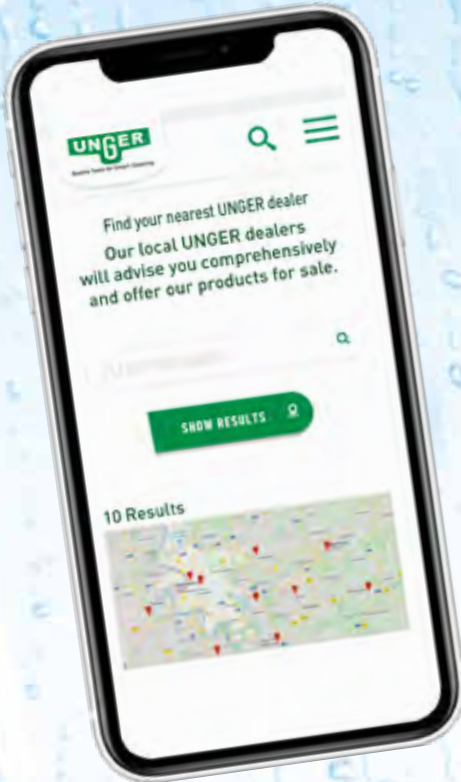 UNGER
Find your nearest UNGER dealer
Our local UNGER dealers
will advise you comprehensively
and offer our products for sale.
SHOW RESULTS
10 Results